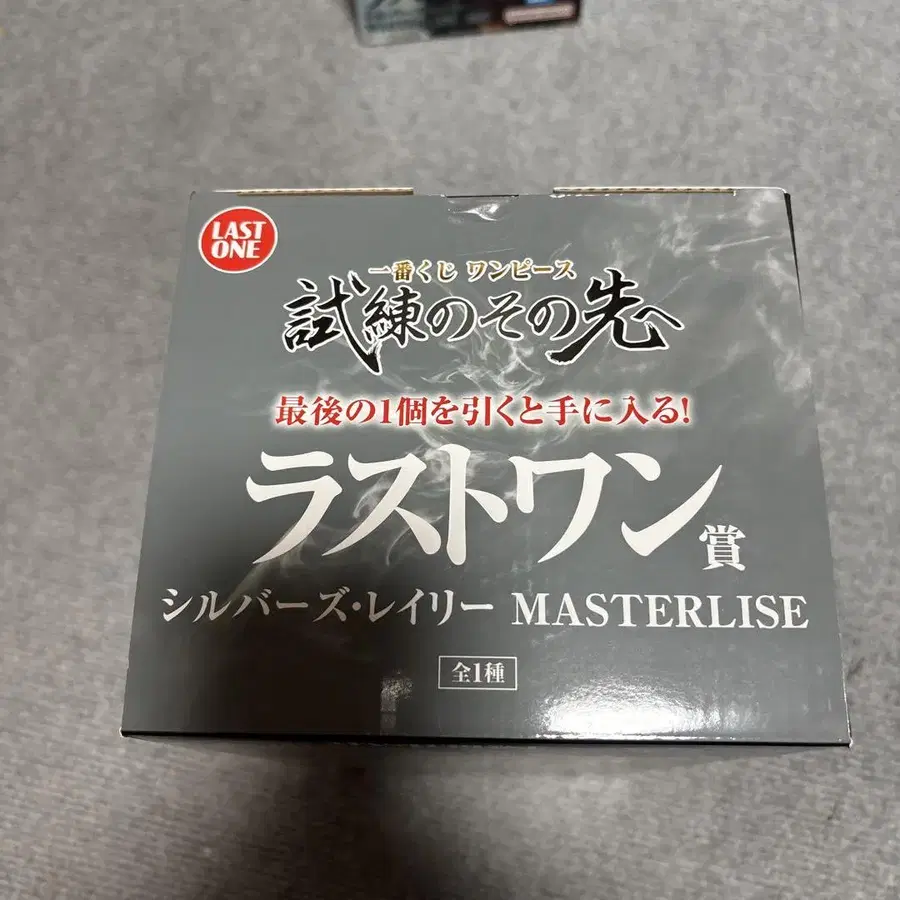 LAST
ONE
一番くじ ワンピース
試練のその先へ
最後の1個を引くと手に入る!
ラストワン賞
シルバーズ・レイリー MASTERLISE
全1種